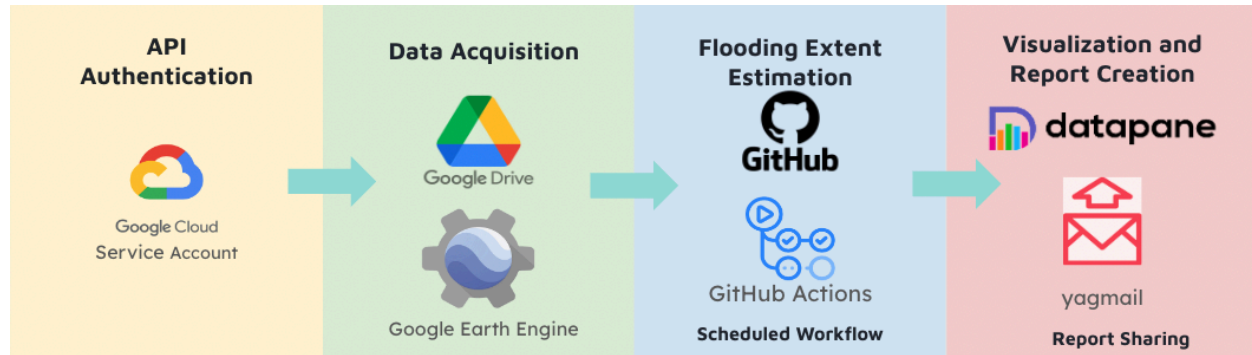 API
Authentication
Google Cloud
Service Account
Data Acquisition
Google Drive
Google Earth Engine
Flooding Extent
Estimation
GitHub
GitHub Actions
Scheduled Workflow
Visualization and
Report Creation
datapane
yagmail
Report Sharing